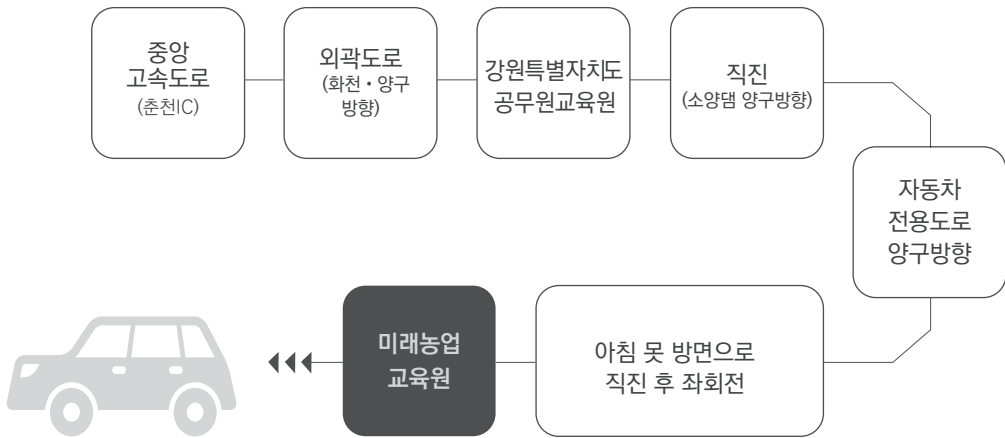 중앙
고속도로
(춘천IC)
외곽도로
(화천・양구
방향)
강원특별자치도
공무원교육원
직진
(소양댐 양구방향)
자동차
전용도로
양구방향
아침 못 방면으로
직진 후 좌회전
미래농업
교육원